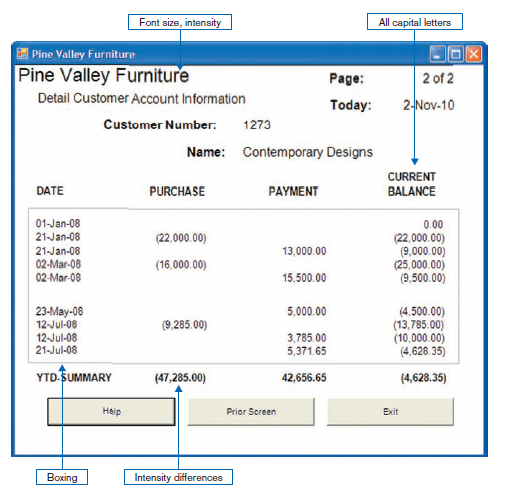 Font size, intensity
All capital letters
Pine Valley Furniture
Pine Valley Furniture
Page: 2 of 2
Detail Customer Account Information
Today: 2-Nov-10
Customer Number: 1273
Name: Contemporary Designs
DATE PURCHASE PAYMENT CURRENT BALANCE
01-Jan-08 0.00
21-Jan-08 (22,000.00) (22,000.00)
21-Jan-08 13,000.00 (9,000.00)
02-Mar-08 (16,000.00) (25,000.00)
02-Mar-08 15,500.00 (9,500.00)
23-May-08 5,000.00 (4,500.00)
12-Jul-08 (9,285.00) (13,785.00)
12-Jul-08 3,785.00 (10,000.00)
21-Jul-08 5,371.65 (4,628.35)
YTD-SUMMARY (47,285.00) 42,656.65 (4,628.35)
Help Prior Screen Exit
Boxing
Intensity differences